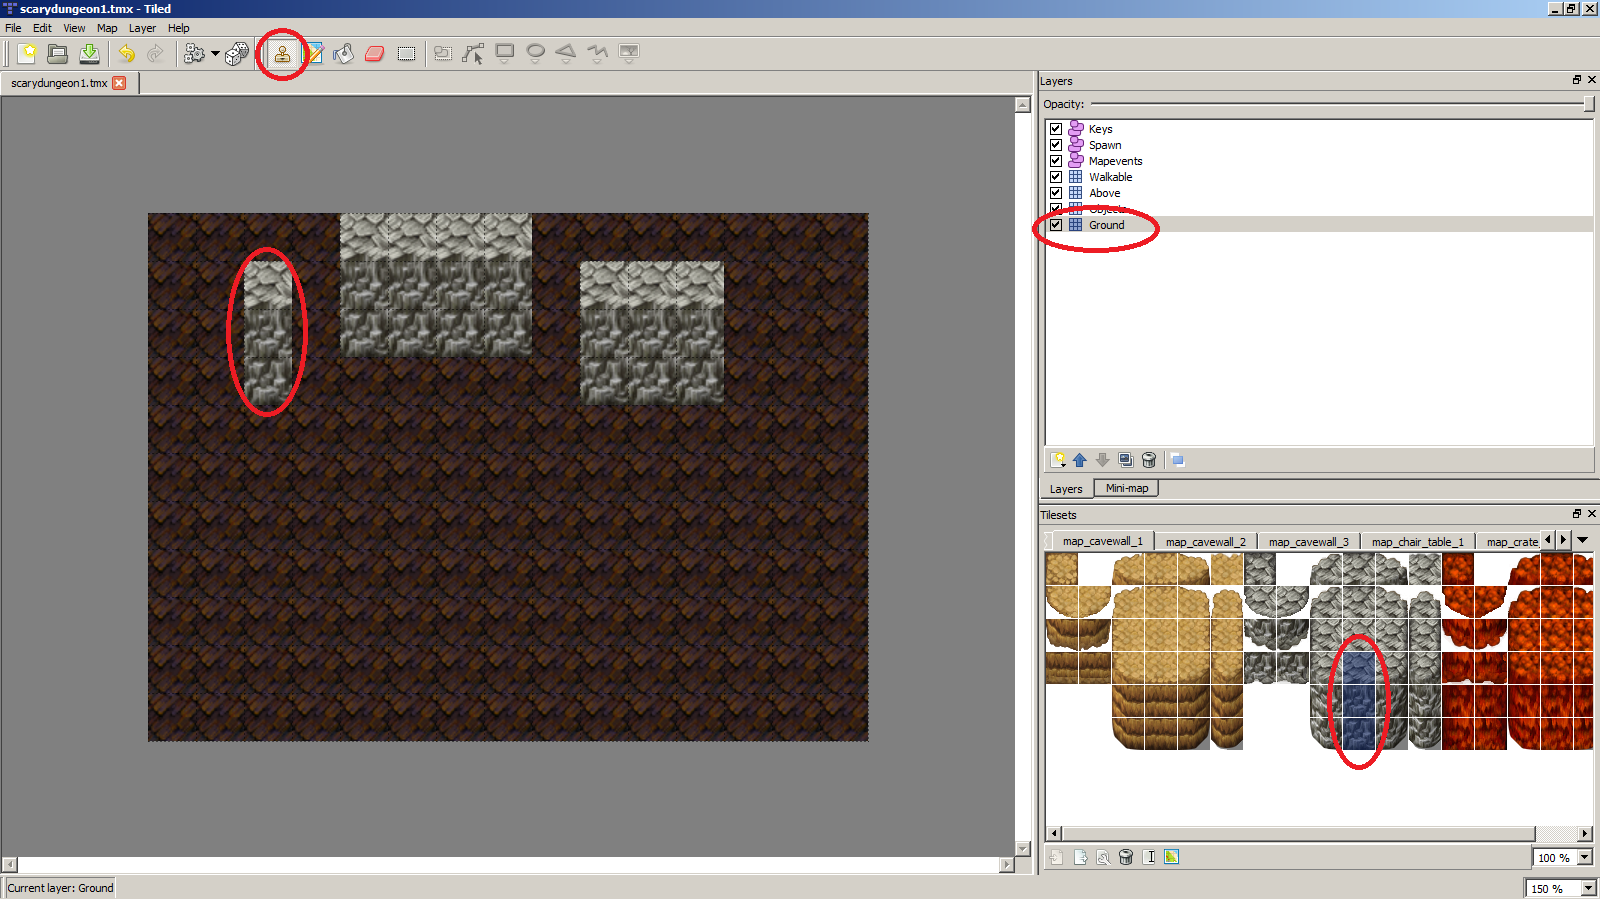 scarydungeon1.tmx - Tiled
File Edit View Map Layer Help
scarydungeon1.tmx
Layers
Opacity:
Keys
Spawn
Mapevents
Walkable
Above
Objects
Ground
Layers Mini-map
Tilesets
map_cavewall_1 map_cavewall_2 map_cavewall_3 map_chair_table_1 map_crate
100 %
Current layer: Ground
150 %